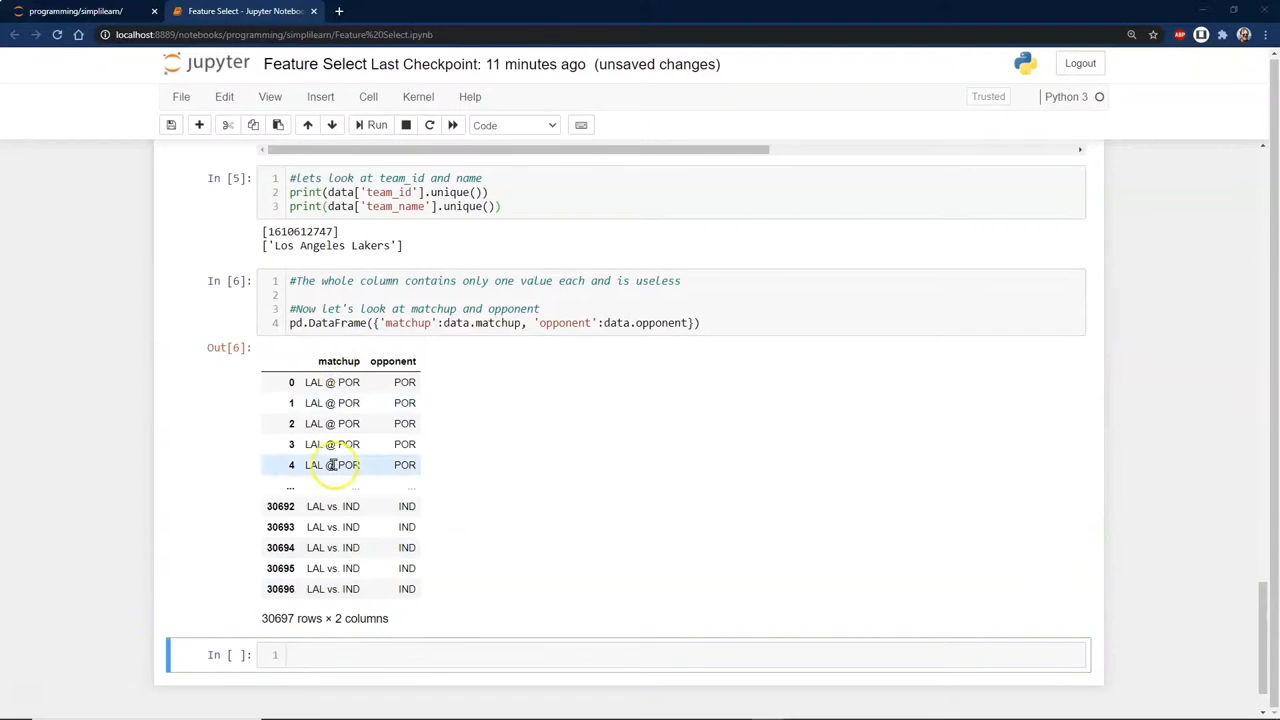 programming/simplilearn/
Feature Select - Jupyter Noteboo
localhost:8889/notebooks/programming/simplilearn/Feature%20Select.ipynb
ABP
jupyter Feature Select Last Checkpoint: 11 minutes ago (unsaved changes)
Logout
File Edit View Insert Cell Kernel Help
Trusted
Python 3
Run
Code
In [5]:
1 #lets look at team_id and name
2 print(data['team_id'].unique())
3 print(data['team_name'].unique())
[1610612747]
['Los Angeles Lakers']
In [6]:
1 #The whole column contains only one value each and is useless
2
3 #Now let's look at matchup and opponent
4 pd.DataFrame({'matchup':data.matchup, 'opponent':data.opponent})
Out[6]:
matchup opponent
0 LAL @ POR POR
1 LAL @ POR POR
2 LAL @ POR POR
3 LAL @ POR POR
4 LAL @ POR POR
... ... ...
30692 LAL vs. IND IND
30693 LAL vs. IND IND
30694 LAL vs. IND IND
30695 LAL vs. IND IND
30696 LAL vs. IND IND
30697 rows × 2 columns
In [ ]:
1